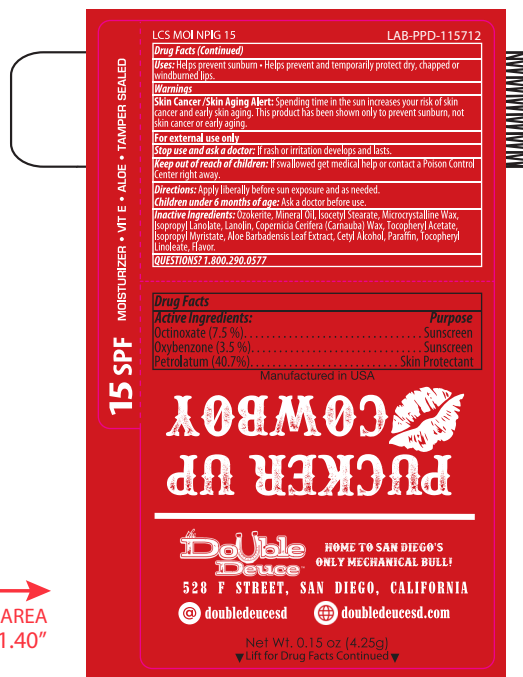 LCS MOI NPIG 15 LAB-PPD-115712
Drug Facts (Continued)
Uses: Helps prevent sunburn • Helps prevent and temporarily protect dry, chapped or
windburned lips.
Warnings
Skin Cancer /Skin Aging Alert: Spending time in the sun increases your risk of skin
cancer and early skin aging. This product has been shown only to prevent sunburn, not
skin cancer or early aging.
For external use only
Stop use and ask a doctor: If rash or irritation develops and lasts.
Keep out of reach of children: If swallowed get medical help or contact a Poison Control
Center right away.
Directions: Apply liberally before sun exposure and as needed.
Children under 6 months of age: Ask a doctor before use.
Inactive Ingredients: Ozokerite, Mineral Oil, Isocetyl Stearate, Microcrystalline Wax,
Isopropyl Lanolate, Lanolin, Copernicia Cerifera (Carnauba) Wax, Tocopheryl Acetate,
Isopropyl Myristate, Aloe Barbadensis Leaf Extract, Cetyl Alcohol, Paraffin, Tocopheryl
Linoleate, Flavor.
QUESTIONS? 1.800.290.0577
15 SPF MOISTURIZER • VIT E • ALOE • TAMPER SEALED
Drug Facts
Active Ingredients: Purpose
Octinoxate (7.5 %)............................Sunscreen
Oxybenzone (3.5 %)...........................Sunscreen
Petrolatum (40.7%)......................Skin Protectant
Manufactured in USA
PUCKER UP
COWBOY
the
Double
Deuce™
HOME TO SAN DIEGO'S
ONLY MECHANICAL BULL!
528 F STREET, SAN DIEGO, CALIFORNIA
@ doubledeucesd doubledeucesd.com
Net Wt. 0.15 oz (4.25g)
▼Lift for Drug Facts Continued▼
AREA
1.40”